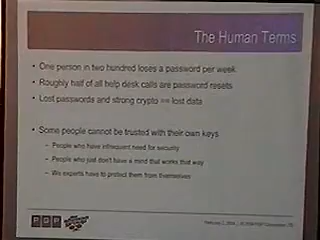 The Human Terms
• One person in two hundred loses a password per week.
• Roughly half of all help desk calls are password resets
• Lost passwords and strong crypto == lost data
• Some people cannot be trusted with their own keys
– People who have infrequent need for security
– People who just don't have a mind that works that way
– We experts have to protect them from themselves
PGP